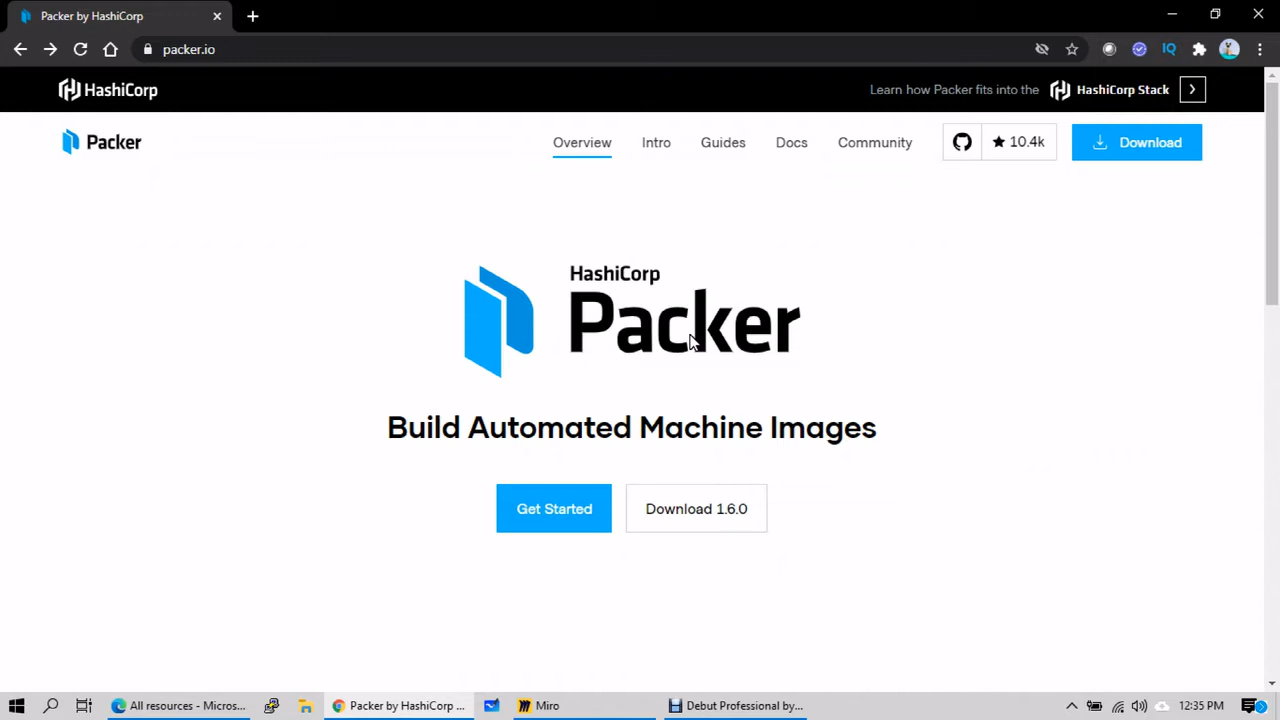 Packer by HashiCorp
packer.io
IQ
HashiCorp
Learn how Packer fits into the HashiCorp Stack
Packer
Overview
Intro
Guides
Docs
Community
10.4k
Download
HashiCorp
Packer
Build Automated Machine Images
Get Started
Download 1.6.0
All resources - Micros...
Packer by HashiCorp ...
Miro
Debut Professional by...
12:35 PM